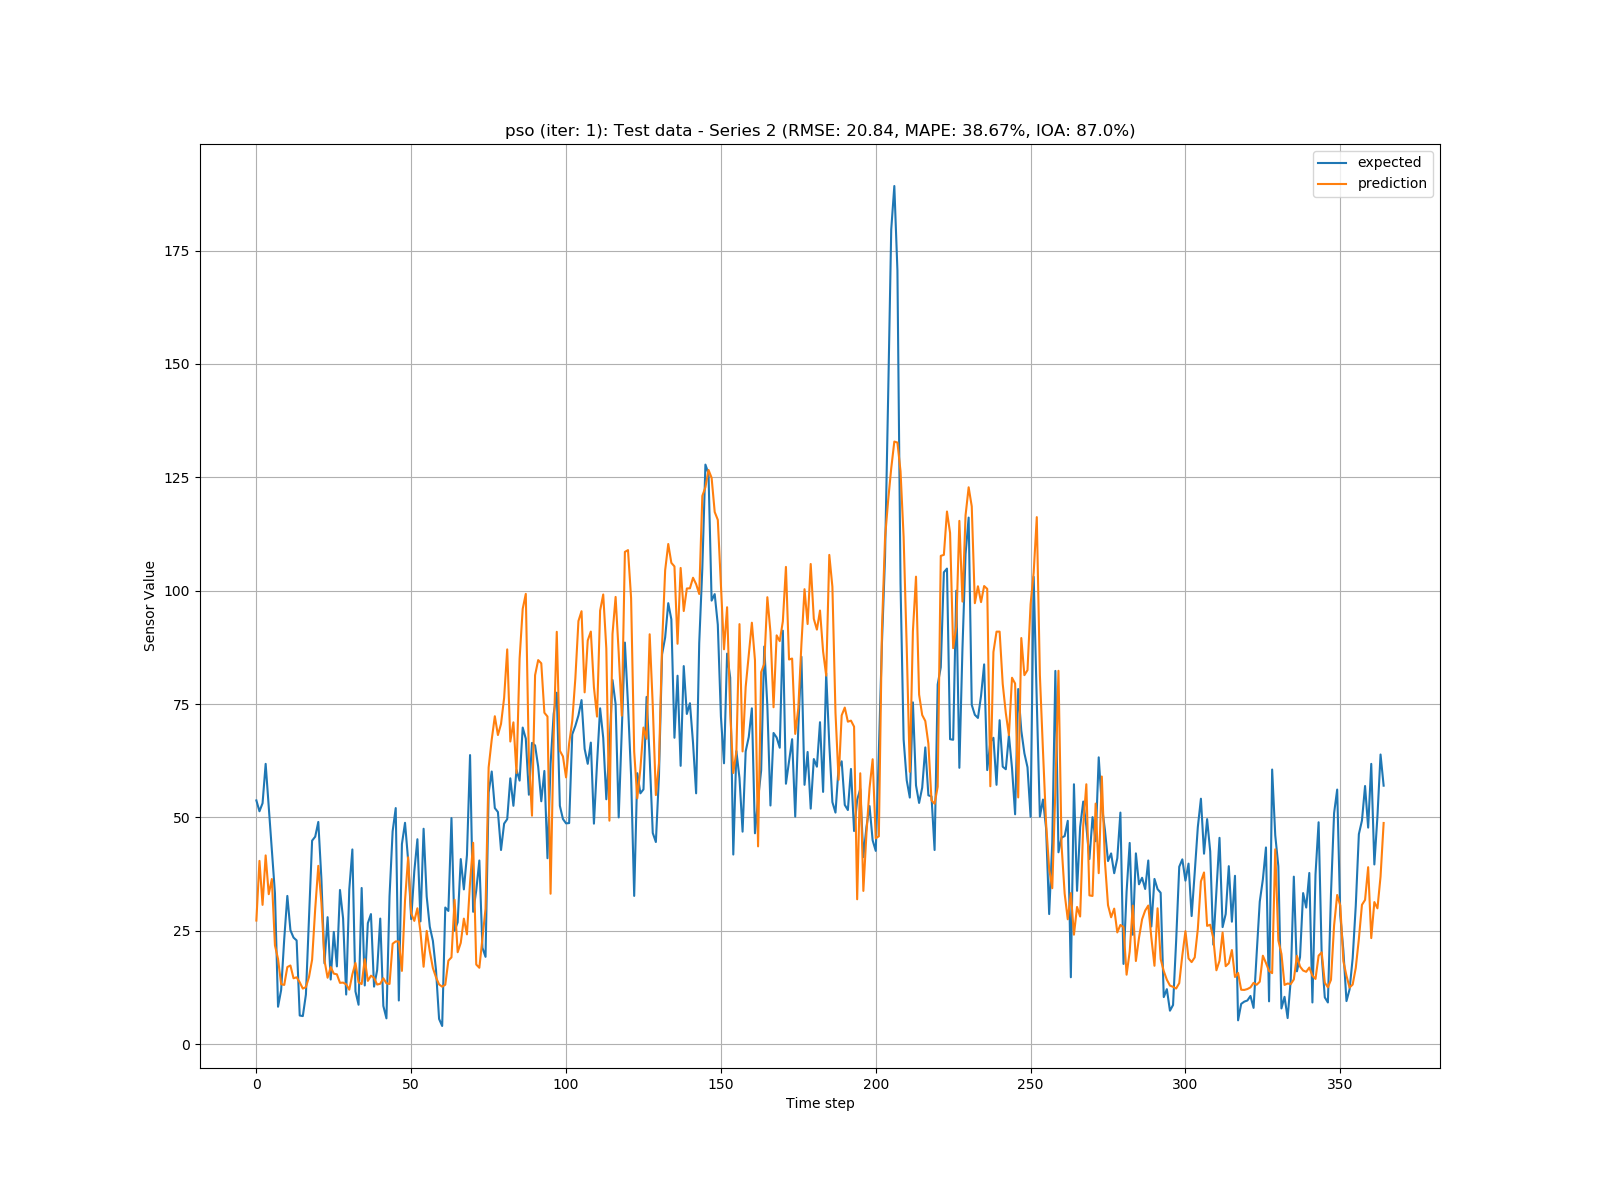 pso (iter: 1): Test data - Series 2 (RMSE: 20.84, MAPE: 38.67%, IOA: 87.0%)
expected
prediction
175
150
125
100
75
50
25
0
Sensor Value
0 50 100 150 200 250 300 350
Time step